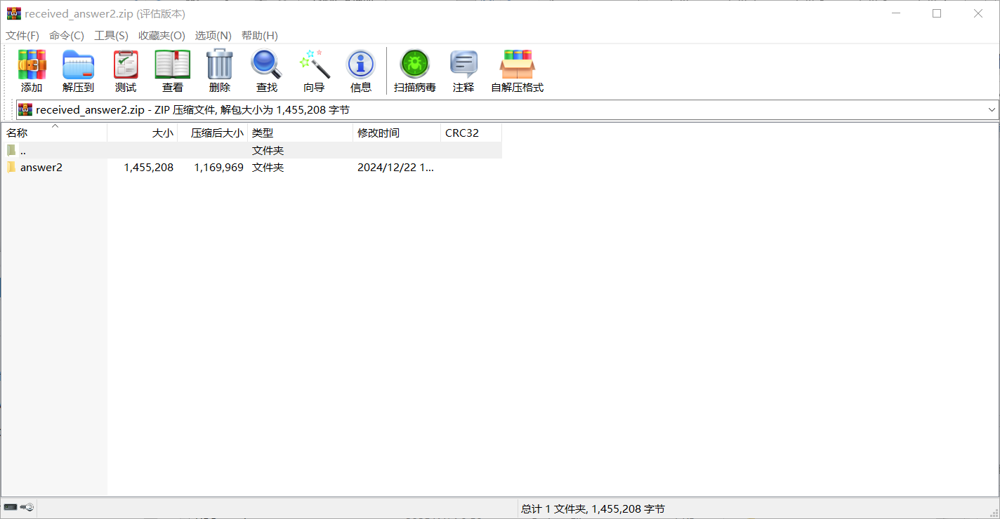 received_answer2.zip (评估版本)
文件(F) 命令(C) 工具(S) 收藏夹(O) 选项(N) 帮助(H)
添加 解压到 测试 查看 删除 查找 向导 信息 扫描病毒 注释 自解压格式
received_answer2.zip - ZIP 压缩文件, 解包大小为 1,455,208 字节
名称 大小 压缩后大小 类型 修改时间 CRC32
.. 文件夹
answer2 1,455,208 1,169,969 文件夹 2024/12/22 1...
总计 1 文件夹, 1,455,208 字节